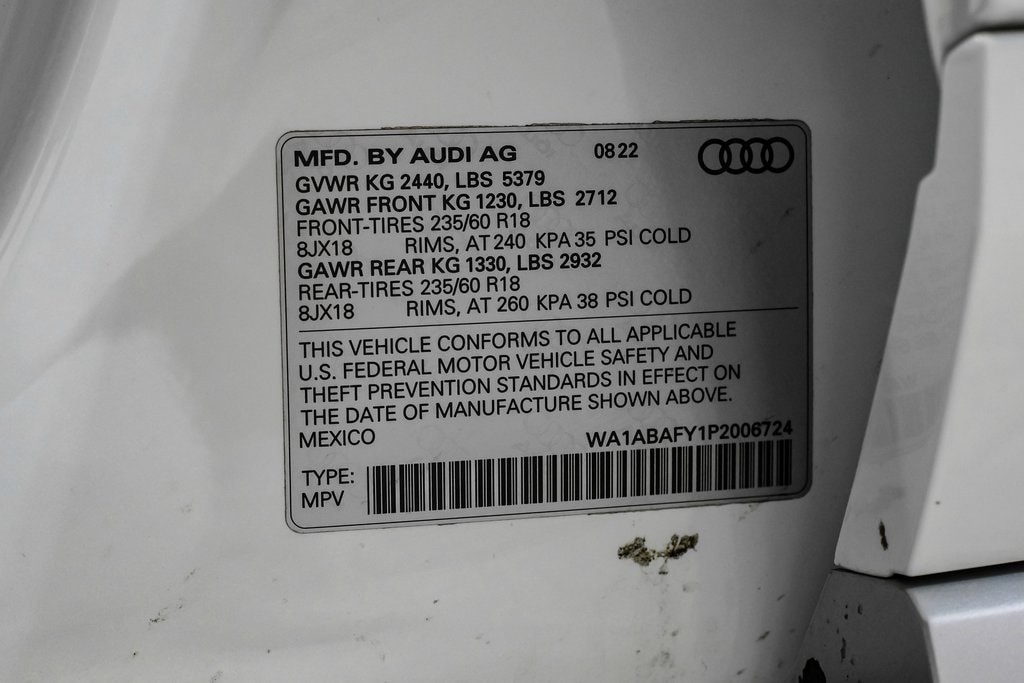 MFD. BY AUDI AG 08 22
GVWR KG 2440, LBS 5379
GAWR FRONT KG 1230, LBS 2712
FRONT-TIRES 235/60 R18
8JX18 RIMS, AT 240 KPA 35 PSI COLD
GAWR REAR KG 1330, LBS 2932
REAR-TIRES 235/60 R18
8JX18 RIMS, AT 260 KPA 38 PSI COLD
THIS VEHICLE CONFORMS TO ALL APPLICABLE
U.S. FEDERAL MOTOR VEHICLE SAFETY AND
THEFT PREVENTION STANDARDS IN EFFECT ON
THE DATE OF MANUFACTURE SHOWN ABOVE.
MEXICO WA1ABAFY1P2006724
TYPE:
MPV